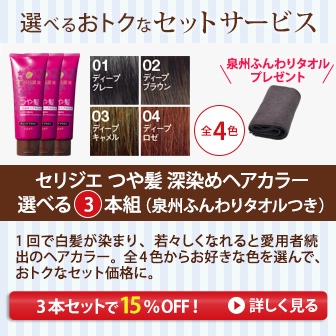 選べるおトクなセットサービス
01
ディープ
グレー
02
ディープ
ブラウン
03
ディープ
キャメル
04
ディープ
ロゼ
泉州ふんわりタオル
プレゼント
全4色
つや髪
セリジエ つや髪 深染めヘアカラー
選べる3本組(泉州ふんわりタオルつき)
1回で白髪が染まり、若々しくなれると愛用者続
出のヘアカラー。全4色からお好きな色を選んで、
おトクなセット価格に。
3本セットで15%OFF!
詳しく見る